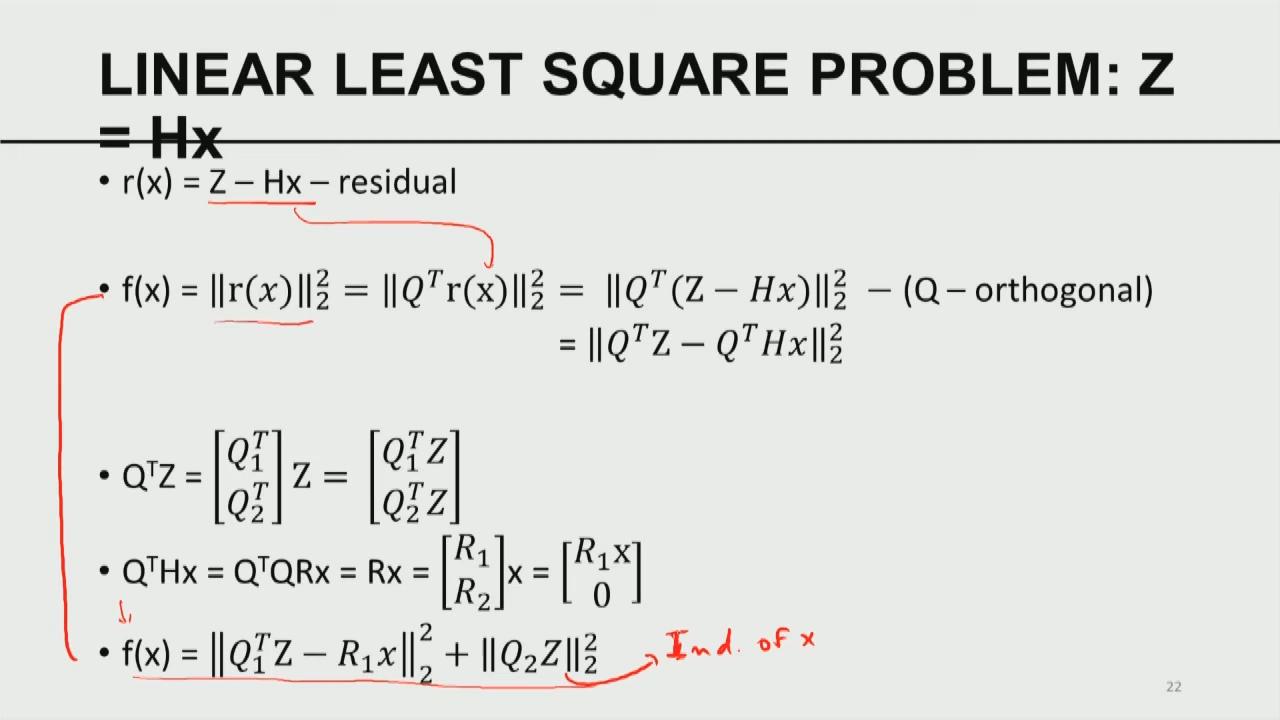 LINEAR LEAST SQUARE PROBLEM: Z
= Hx
• r(x) = Z – Hx – residual
• f(x) = ‖r(x)‖₂² = ‖Qᵀr(x)‖₂² = ‖Qᵀ(Z − Hx)‖₂² − (Q – orthogonal)
= ‖QᵀZ − QᵀHx‖₂²
• QᵀZ = [Q₁ᵀ; Q₂ᵀ] Z = [Q₁ᵀZ; Q₂ᵀZ]
• QᵀHx = QᵀQRx = Rx = [R₁; R₂] x = [R₁x; 0]
• f(x) = ‖Q₁ᵀZ − R₁x‖₂² + ‖Q₂Z‖₂² Ind. of x
22